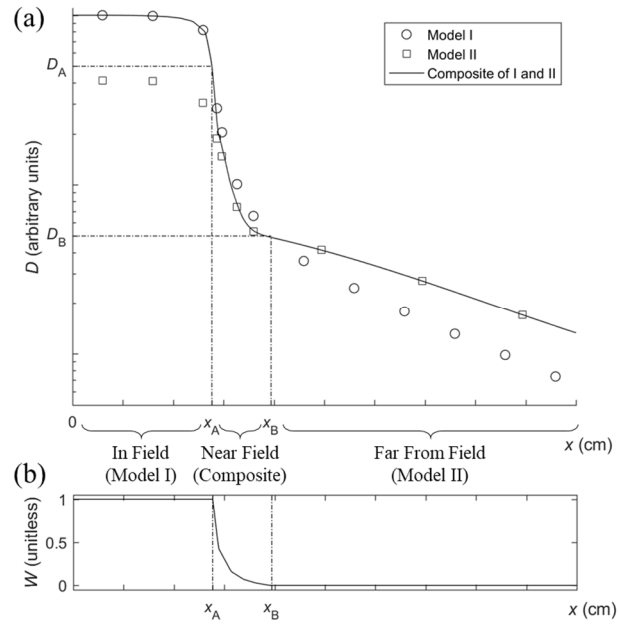 (a)
Model I
Model II
Composite of I and II
D_A
D_B
D (arbitrary units)
0
x_A
x_B
x (cm)
In Field
(Model I)
Near Field
(Composite)
Far From Field
(Model II)
(b)
W (unitless)
1
0.5
0
x_A
x_B
x (cm)